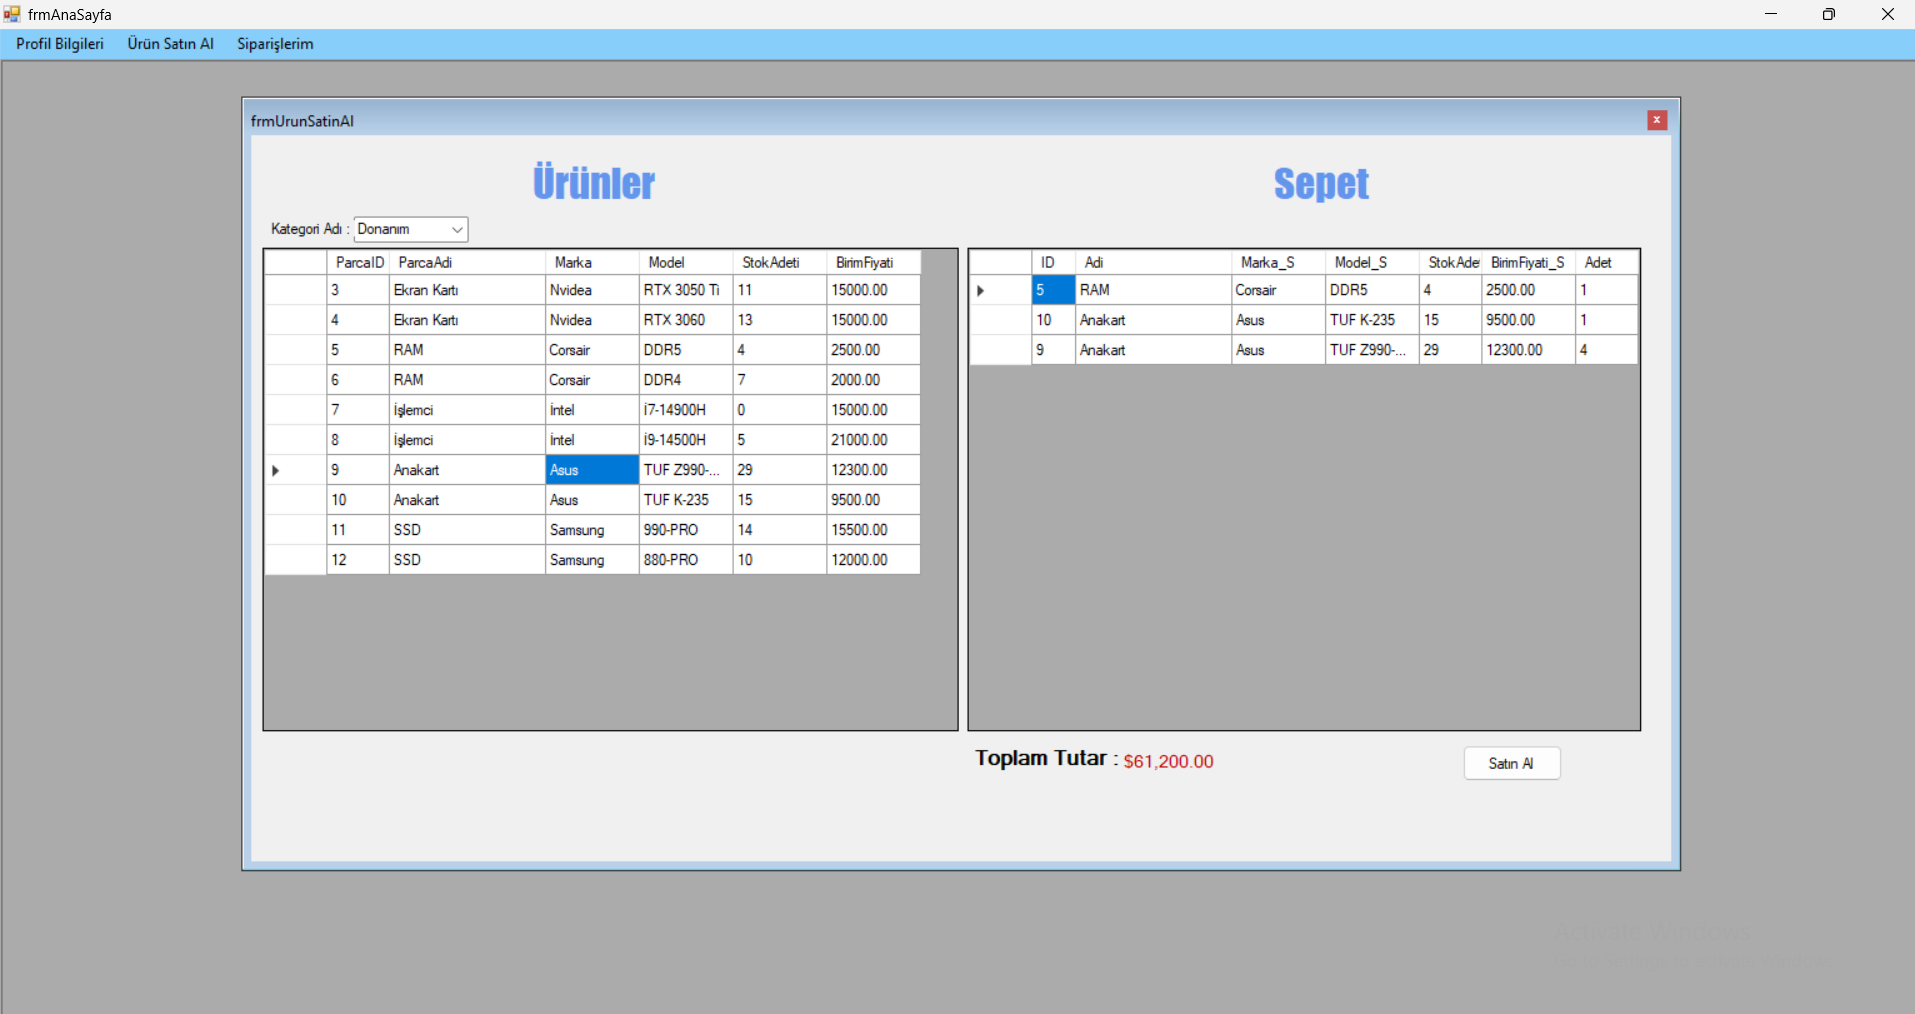 frmAnaSayfa
Profil Bilgileri Ürün Satın Al Siparişlerim
frmUrunSatinAl
x
Ürünler
Sepet
Kategori Adı : Donanım
ParcaID ParcaAdi Marka Model StokAdeti BirimFiyati
3 Ekran Kartı Nvidea RTX 3050 Ti 11 15000.00
4 Ekran Kartı Nvidea RTX 3060 13 15000.00
5 RAM Corsair DDR5 4 2500.00
6 RAM Corsair DDR4 7 2000.00
7 İşlemci İntel İ7-14900H 0 15000.00
8 İşlemci İntel İ9-14500H 5 21000.00
9 Anakart Asus TUF Z990-... 29 12300.00
10 Anakart Asus TUF K-235 15 9500.00
11 SSD Samsung 990-PRO 14 15500.00
12 SSD Samsung 880-PRO 10 12000.00
ID Adi Marka_S Model_S StokAde BirimFiyati_S Adet
5 RAM Corsair DDR5 4 2500.00 1
10 Anakart Asus TUF K-235 15 9500.00 1
9 Anakart Asus TUF Z990-... 29 12300.00 4
Toplam Tutar : $61,200.00
Satın Al
Activate Windows